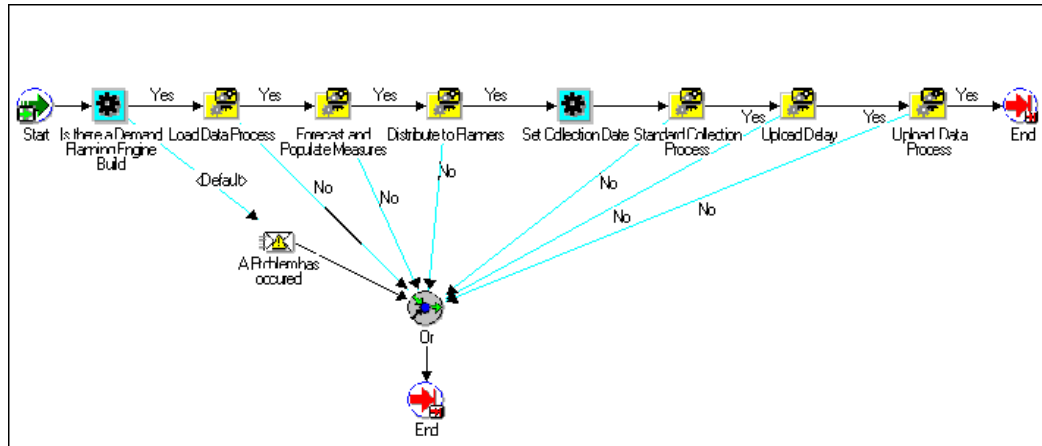 Yes
Yes
Yes
Yes
Yes
Yes
Yes
Start
Is there a Demand
Planning Engine
Build
Load Data Process
Forecast and
Populate Measures
Distribute to Planners
Set Collection Date
Standard Collection
Process
Upload Delay
Upload Data
Process
End
<Default>
No
No
No
No
No
No
A Problem has
occured
Or
End